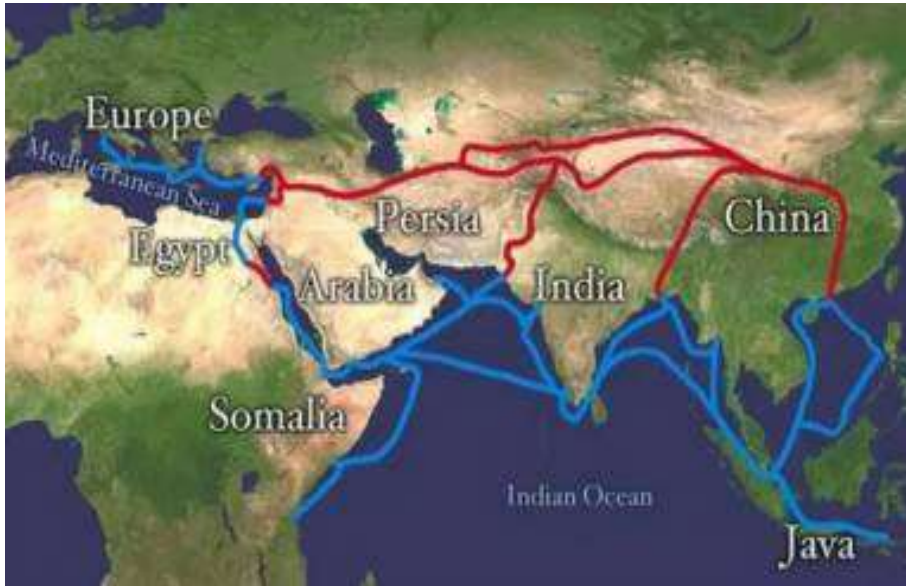 Europe
Mediterranean Sea
Egypt
Persia
China
Arabia
India
Somalia
Indian Ocean
Java